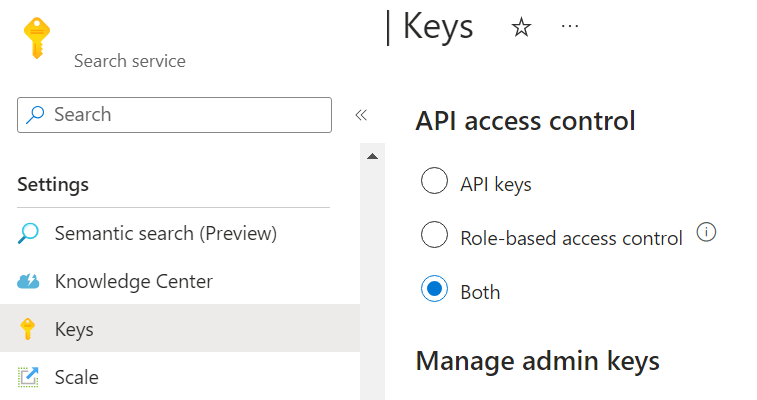 | Keys
Search service
Search
Settings
Semantic search (Preview)
Knowledge Center
Keys
Scale
API access control
API keys
Role-based access control
Both
Manage admin keys